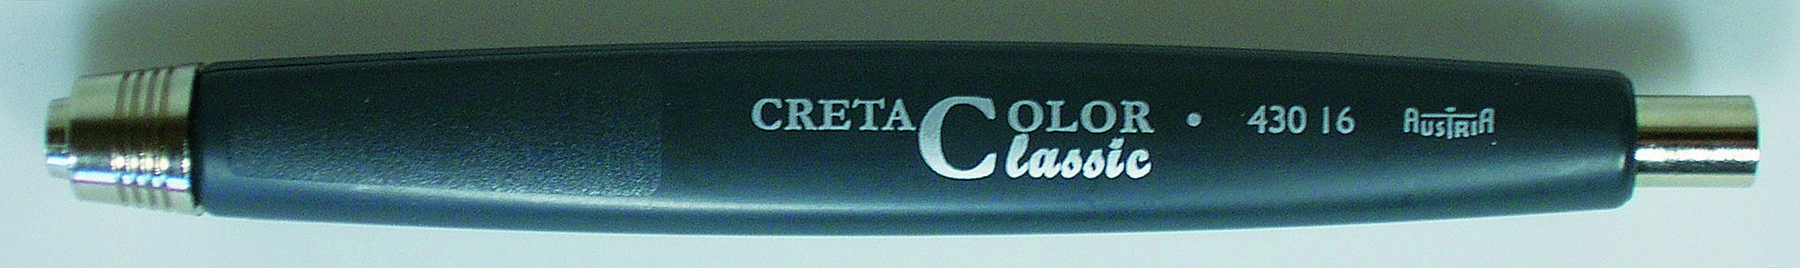 CRETACOLOR • 430 16 AUSTRIA
Classic